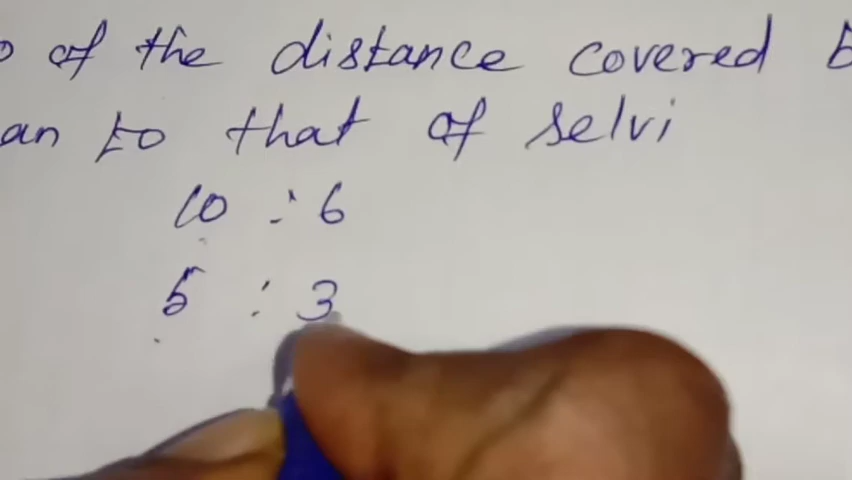 of the distance covered
an to that of selvi
10 : 6
5 : 3